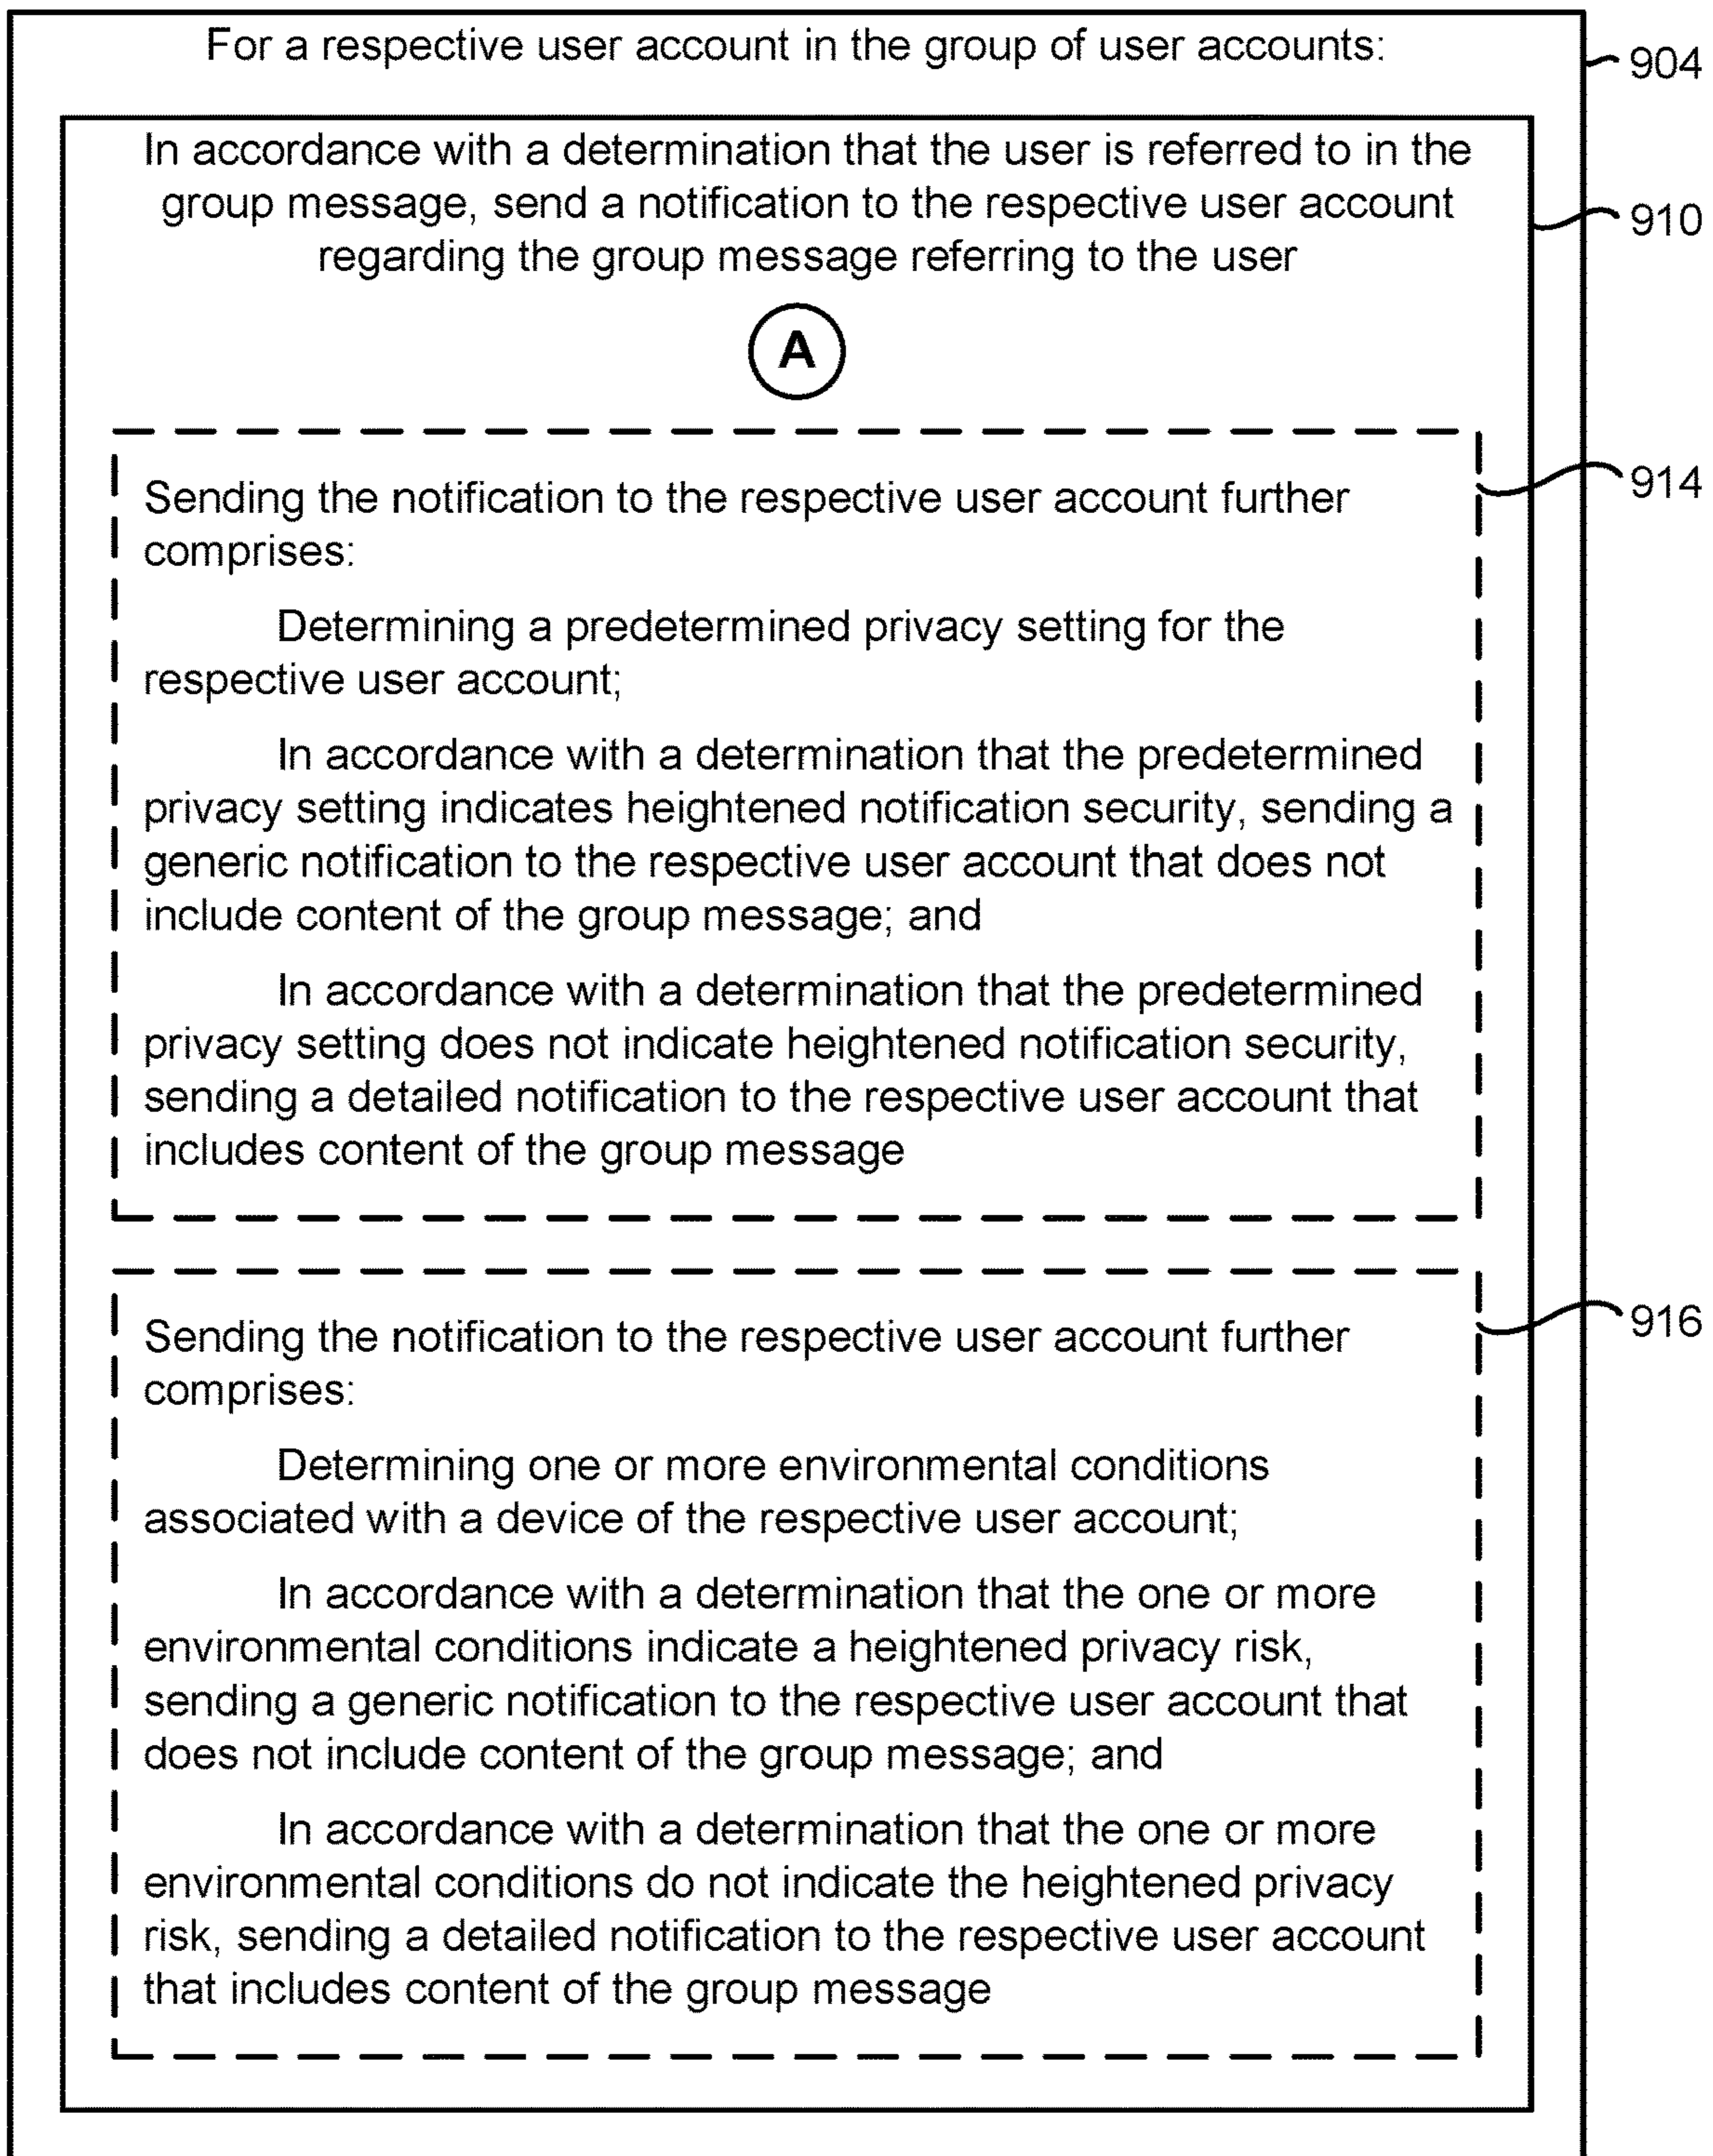 For a respective user account in the group of user accounts:
904
In accordance with a determination that the user is referred to in the
group message, send a notification to the respective user account
regarding the group message referring to the user
910
A
914
Sending the notification to the respective user account further
comprises:
Determining a predetermined privacy setting for the
respective user account;
In accordance with a determination that the predetermined
privacy setting indicates heightened notification security, sending a
generic notification to the respective user account that does not
include content of the group message; and
In accordance with a determination that the predetermined
privacy setting does not indicate heightened notification security,
sending a detailed notification to the respective user account that
includes content of the group message
916
Sending the notification to the respective user account further
comprises:
Determining one or more environmental conditions
associated with a device of the respective user account;
In accordance with a determination that the one or more
environmental conditions indicate a heightened privacy risk,
sending a generic notification to the respective user account that
does not include content of the group message; and
In accordance with a determination that the one or more
environmental conditions do not indicate the heightened privacy
risk, sending a detailed notification to the respective user account
that includes content of the group message